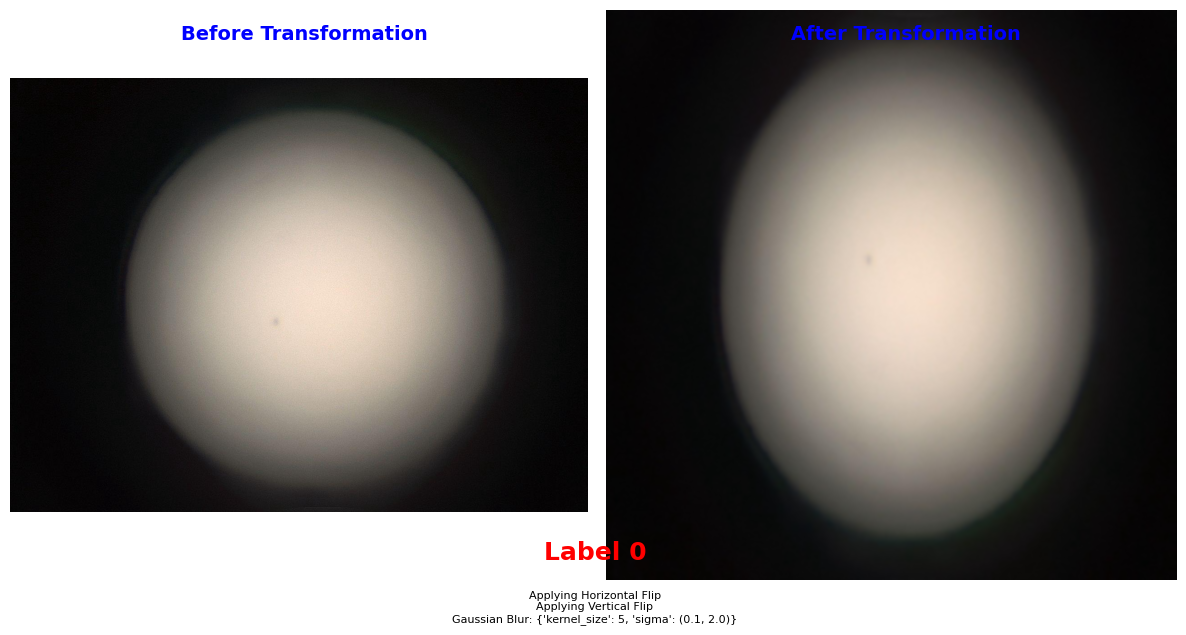 Before Transformation
After Transformation
Label 0
Applying Horizontal Flip
Applying Vertical Flip
Gaussian Blur: {'kernel_size': 5, 'sigma': (0.1, 2.0)}